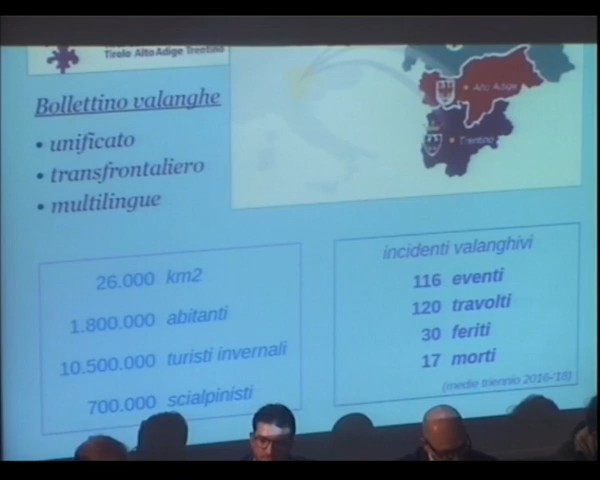 Tirolo Alto Adige Trentino
Alto Adige
Trentino
Bollettino valanghe
• unificato
• transfrontaliero
• multilingue
26.000 km2
1.800.000 abitanti
10.500.000 turisti invernali
700.000 scialpinisti
incidenti valanghivi
116 eventi
120 travolti
30 feriti
17 morti
(medie triennio 2016-'18)